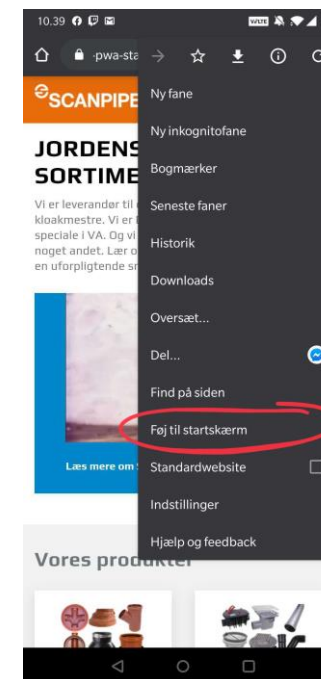 10.39
VoLTE
-pwa-sta
SCANPIPE
JORDENS
SORTIME
Vi er leverandør til
kloakmestre. Vi er
speciale i VA. Og vi
noget andet. Lær o
en uforpligtende sn
Læs mere om
Vores produkter
Ny fane
Ny inkognitofane
Bogmærker
Seneste faner
Historik
Downloads
Oversæt...
Del...
Find på siden
Føj til startskærm
Standardwebsite
Indstillinger
Hjælp og feedback